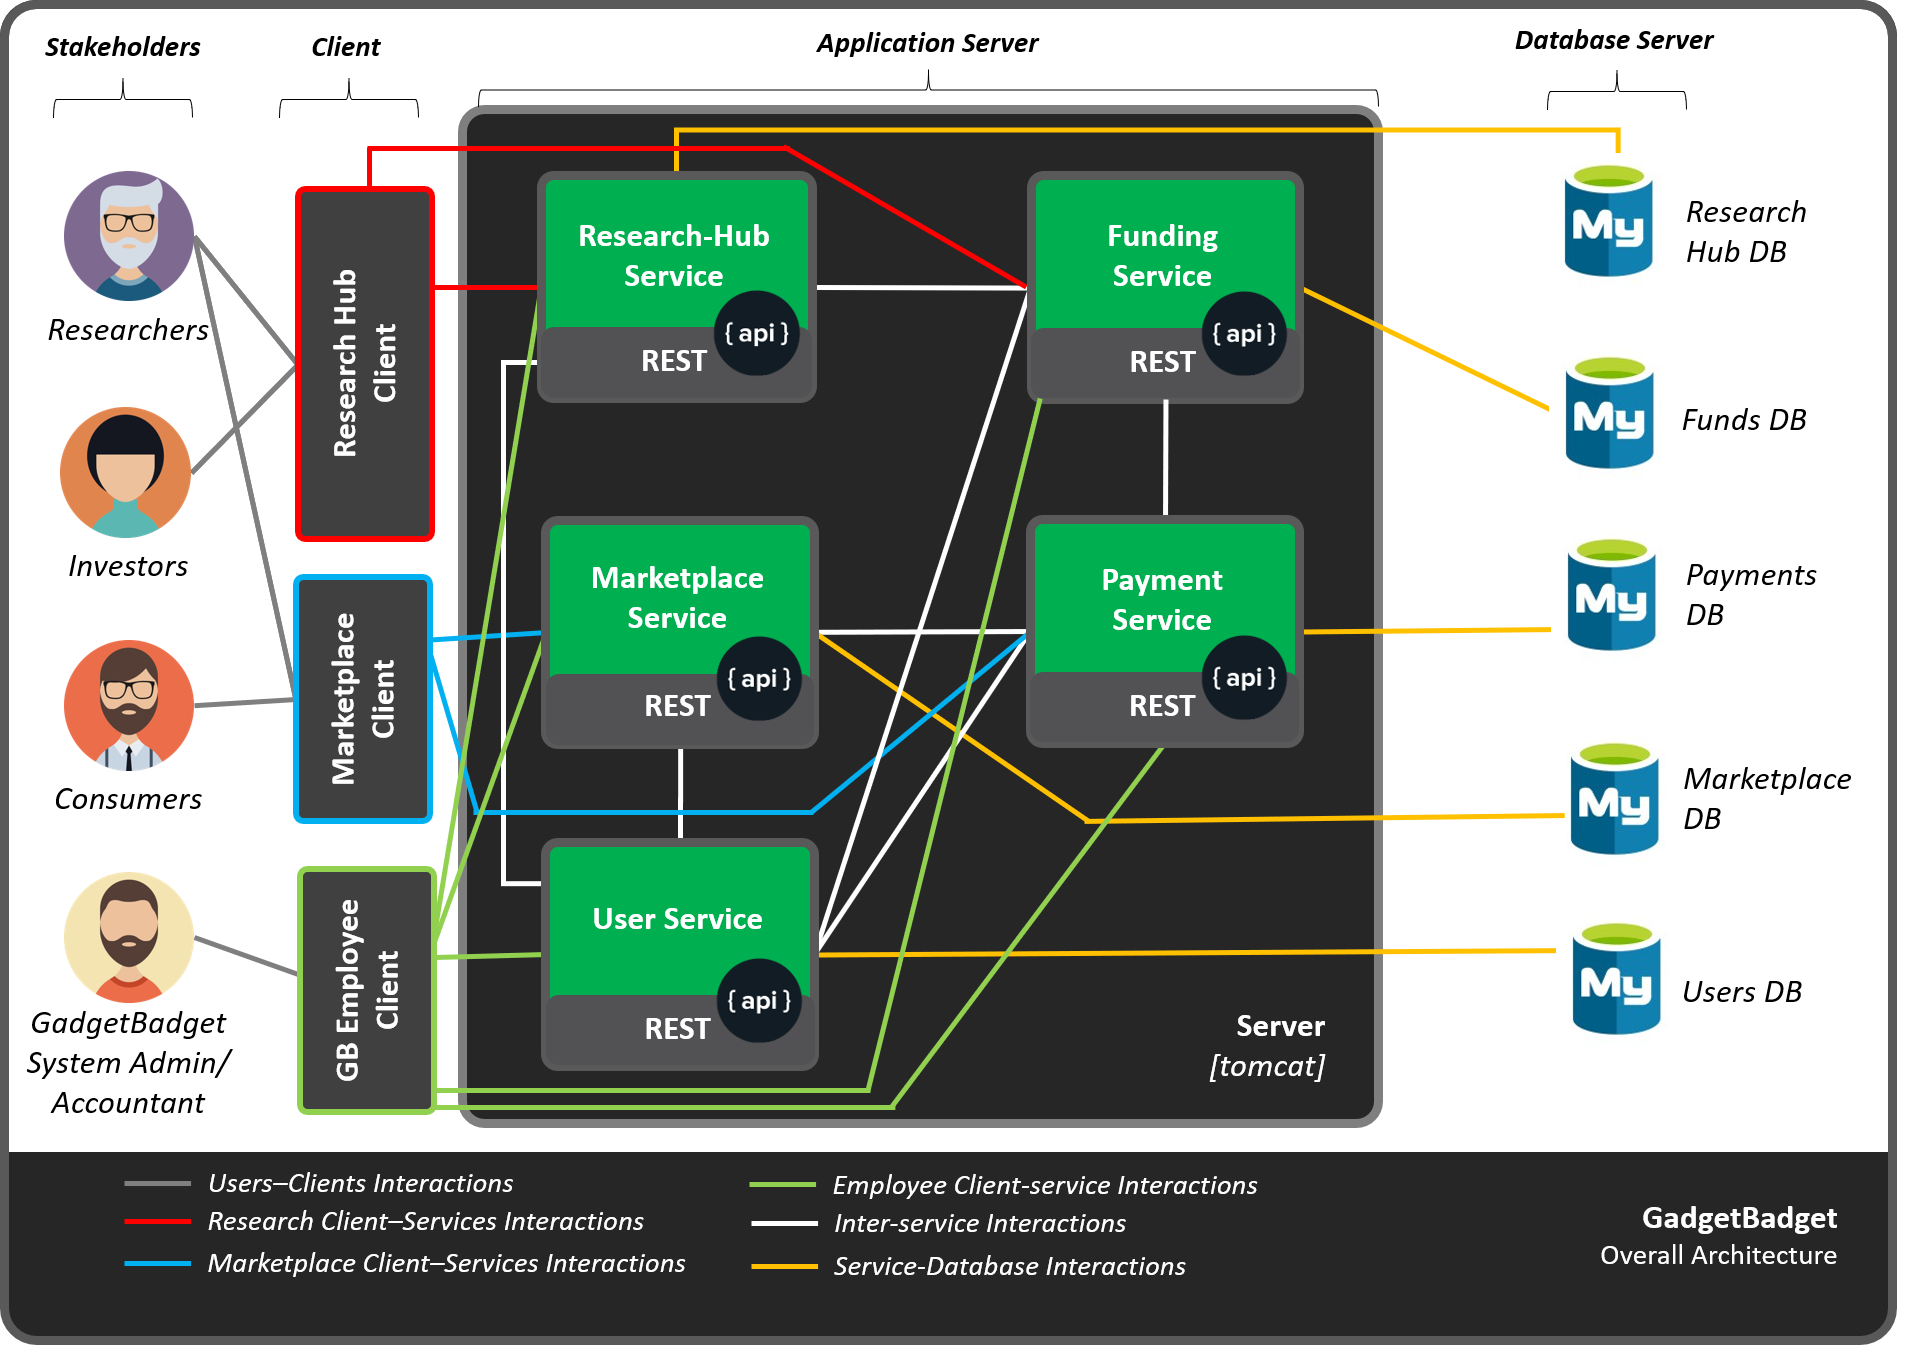 Stakeholders
Client
Application Server
Database Server
Researchers
Investors
Consumers
GadgetBadget
System Admin/
Accountant
Research Hub
Client
Marketplace
Client
GB Employee
Client
Research-Hub
Service
{ api }
REST
Funding
Service
{ api }
REST
Marketplace
Service
{ api }
REST
Payment
Service
{ api }
REST
User Service
{ api }
REST
Server
[tomcat]
My
Research
Hub DB
My
Funds DB
My
Payments
DB
My
Marketplace
DB
My
Users DB
Users–Clients Interactions
Research Client–Services Interactions
Marketplace Client–Services Interactions
Employee Client-service Interactions
Inter-service Interactions
Service-Database Interactions
GadgetBadget
Overall Architecture